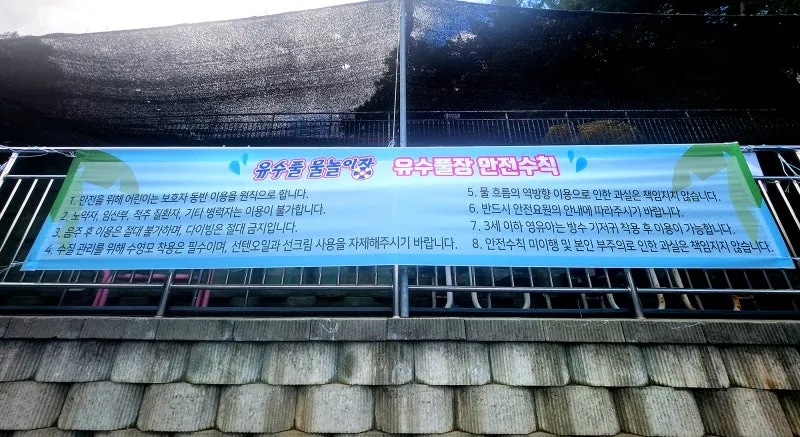 유수풀 물놀이장 유수풀장 안전수칙
1. 안전을 위해 어린이는 보호자 동반 이용을 원칙으로 합니다.
2. 노약자, 임산부, 척추 질환자, 기타 병력자는 이용이 불가합니다.
3. 음주 후 이용은 절대 불가하며, 다이빙은 절대 금지입니다.
4. 수질 관리를 위해 수영모 착용은 필수이며, 선텐오일과 선크림 사용을 자제해주시기 바랍니다.
5. 물 흐름의 역방향 이용으로 인한 과실은 책임지지 않습니다.
6. 반드시 안전요원의 안내에 따라주시기 바랍니다.
7. 3세 이하 영유아는 방수 기저귀 착용 후 이용이 가능합니다.
8. 안전수칙 미이행 및 본인 부주의로 인한 과실은 책임지지 않습니다.